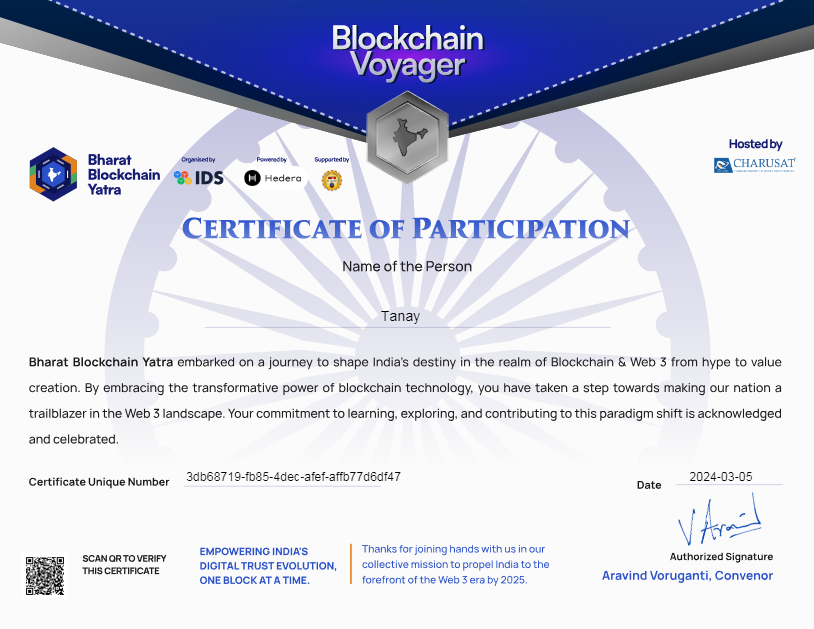 Blockchain
Voyager
Bharat
Blockchain
Yatra
Organised by
IDS
Powered by
Hedera
Supported by
Hosted by
CHARUSAT
CERTIFICATE OF PARTICIPATION
Name of the Person
Tanay
Bharat Blockchain Yatra embarked on a journey to shape India's destiny in the realm of Blockchain & Web 3 from hype to value
creation. By embracing the transformative power of blockchain technology, you have taken a step towards making our nation a
trailblazer in the Web 3 landscape. Your commitment to learning, exploring, and contributing to this paradigm shift is acknowledged
and celebrated.
Certificate Unique Number 3db68719-fb85-4dec-afef-affb77d6df47
Date 2024-03-05
SCAN QR TO VERIFY
THIS CERTIFICATE
EMPOWERING INDIA'S
DIGITAL TRUST EVOLUTION,
ONE BLOCK AT A TIME.
Thanks for joining hands with us in our
collective mission to propel India to the
forefront of the Web 3 era by 2025.
Authorized Signature
Aravind Voruganti, Convenor